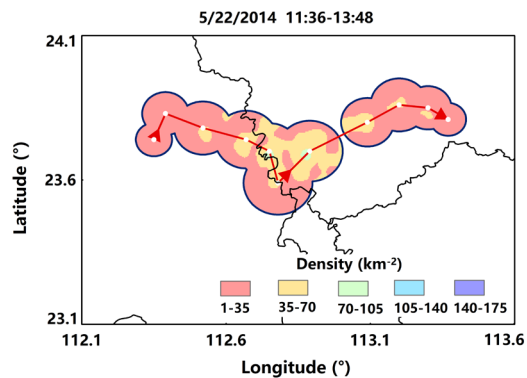 5/22/2014 11:36-13:48
24.1
23.6
23.1
Latitude (°)
Density (km-2)
1-35 35-70 70-105 105-140 140-175
112.1 112.6 113.1 113.6
Longitude (°)